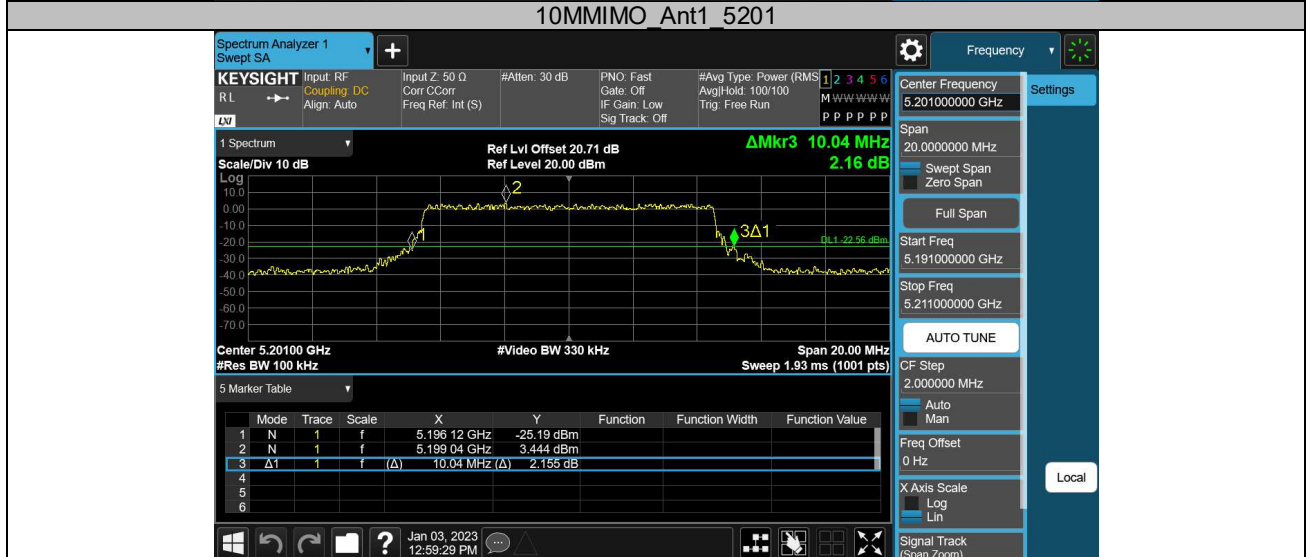 10MMIMO_Ant1_5201
Spectrum Analyzer 1
Swept SA
+
Frequency
KEYSIGHT
R L
LXI
Input: RF
Coupling: DC
Align: Auto
Input Z: 50 Ω
Corr CCorr
Freq Ref: Int (S)
#Atten: 30 dB
PNO: Fast
Gate: Off
IF Gain: Low
Sig Track: Off
#Avg Type: Power (RMS
Avg|Hold: 100/100
Trig: Free Run
1 2 3 4 5 6
M W W W W W
P P P P P P
Center Frequency
5.201000000 GHz
Settings
Span
20.0000000 MHz
Swept Span
Zero Span
Full Span
Start Freq
5.191000000 GHz
Stop Freq
5.211000000 GHz
AUTO TUNE
CF Step
2.000000 MHz
Auto
Man
Freq Offset
0 Hz
X Axis Scale
Log
Lin
Signal Track
(Span Zoom)
Local
1 Spectrum
Scale/Div 10 dB
Ref Lvl Offset 20.71 dB
Ref Level 20.00 dBm
ΔMkr3 10.04 MHz
2.16 dB
Log
10.0
0.00
-10.0
-20.0
-30.0
-40.0
-50.0
-60.0
-70.0
2
1
3Δ1
DL1 -22.56 dBm
Center 5.20100 GHz
#Video BW 330 kHz
Span 20.00 MHz
#Res BW 100 kHz
Sweep 1.93 ms (1001 pts)
5 Marker Table
Mode Trace Scale X Y Function Function Width Function Value
1 N 1 f 5.196 12 GHz -25.19 dBm
2 N 1 f 5.199 04 GHz 3.444 dBm
3 Δ1 1 f (Δ) 10.04 MHz (Δ) 2.155 dB
4
5
6
?
Jan 03, 2023
12:59:29 PM